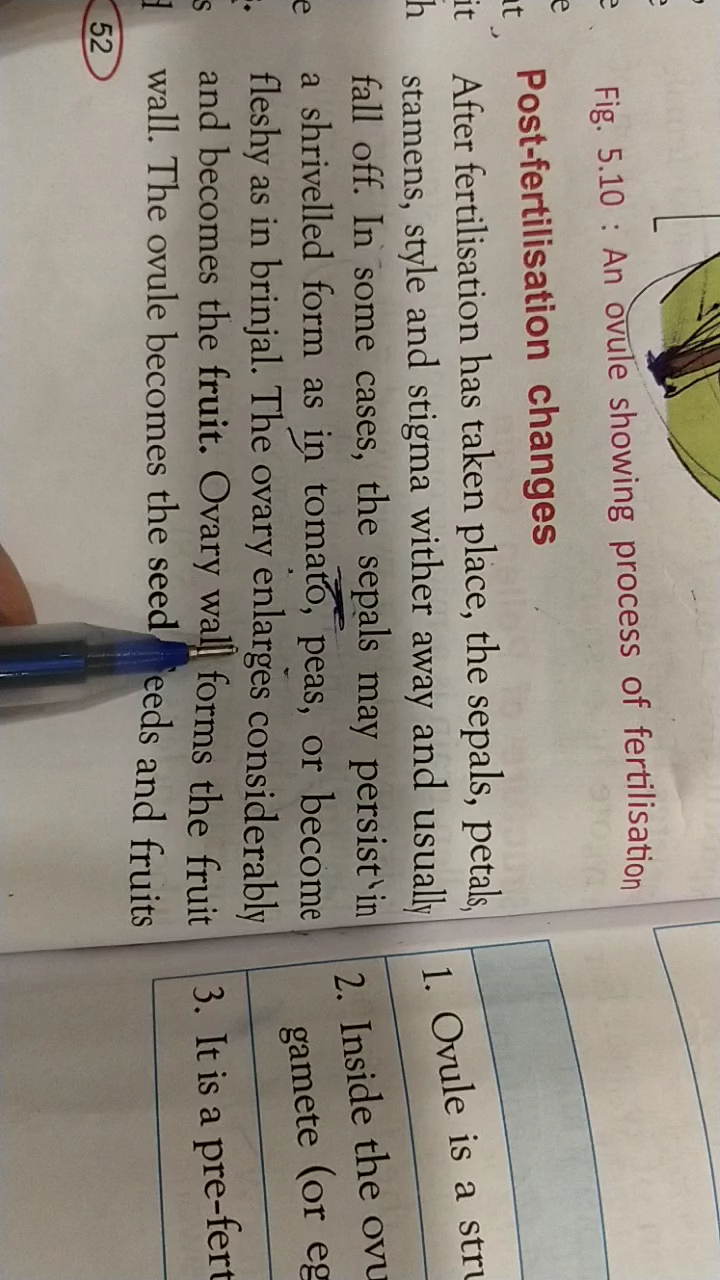 Fig. 5.10 : An ovule showing process of fertilisation
Post-fertilisation changes
After fertilisation has taken place, the sepals, petals,
stamens, style and stigma wither away and usually
fall off. In some cases, the sepals may persist in
a shrivelled form as in tomato, peas, or become
fleshy as in brinjal. The ovary enlarges considerably
and becomes the fruit. Ovary wall forms the fruit
wall. The ovule becomes the seed eeds and fruits
52
1. Ovule is a stru
2. Inside the ovu
gamete (or eg
3. It is a pre-fert